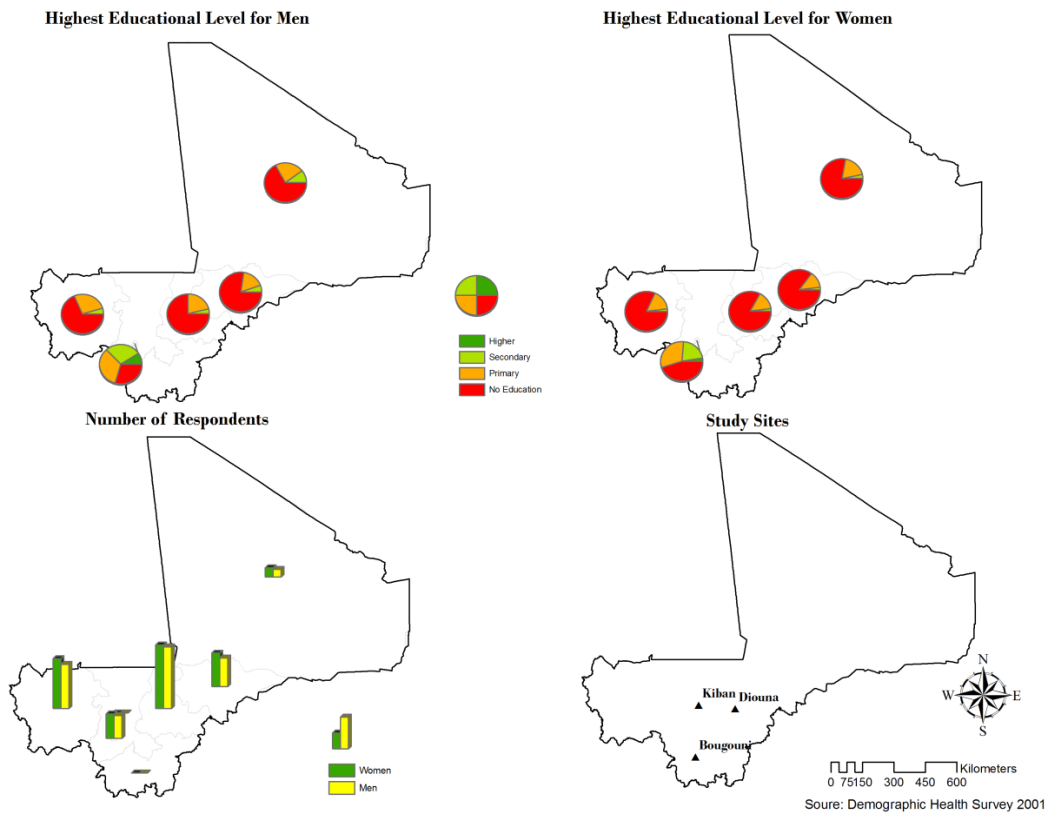 Highest Educational Level for Men
Highest Educational Level for Women
Higher
Secondary
Primary
No Education
Number of Respondents
Study Sites
Women
Men
Kiban
Diouna
Bougouni
N
W
E
S
Kilometers
0 75150 300 450 600
Soure: Demographic Health Survey 2001